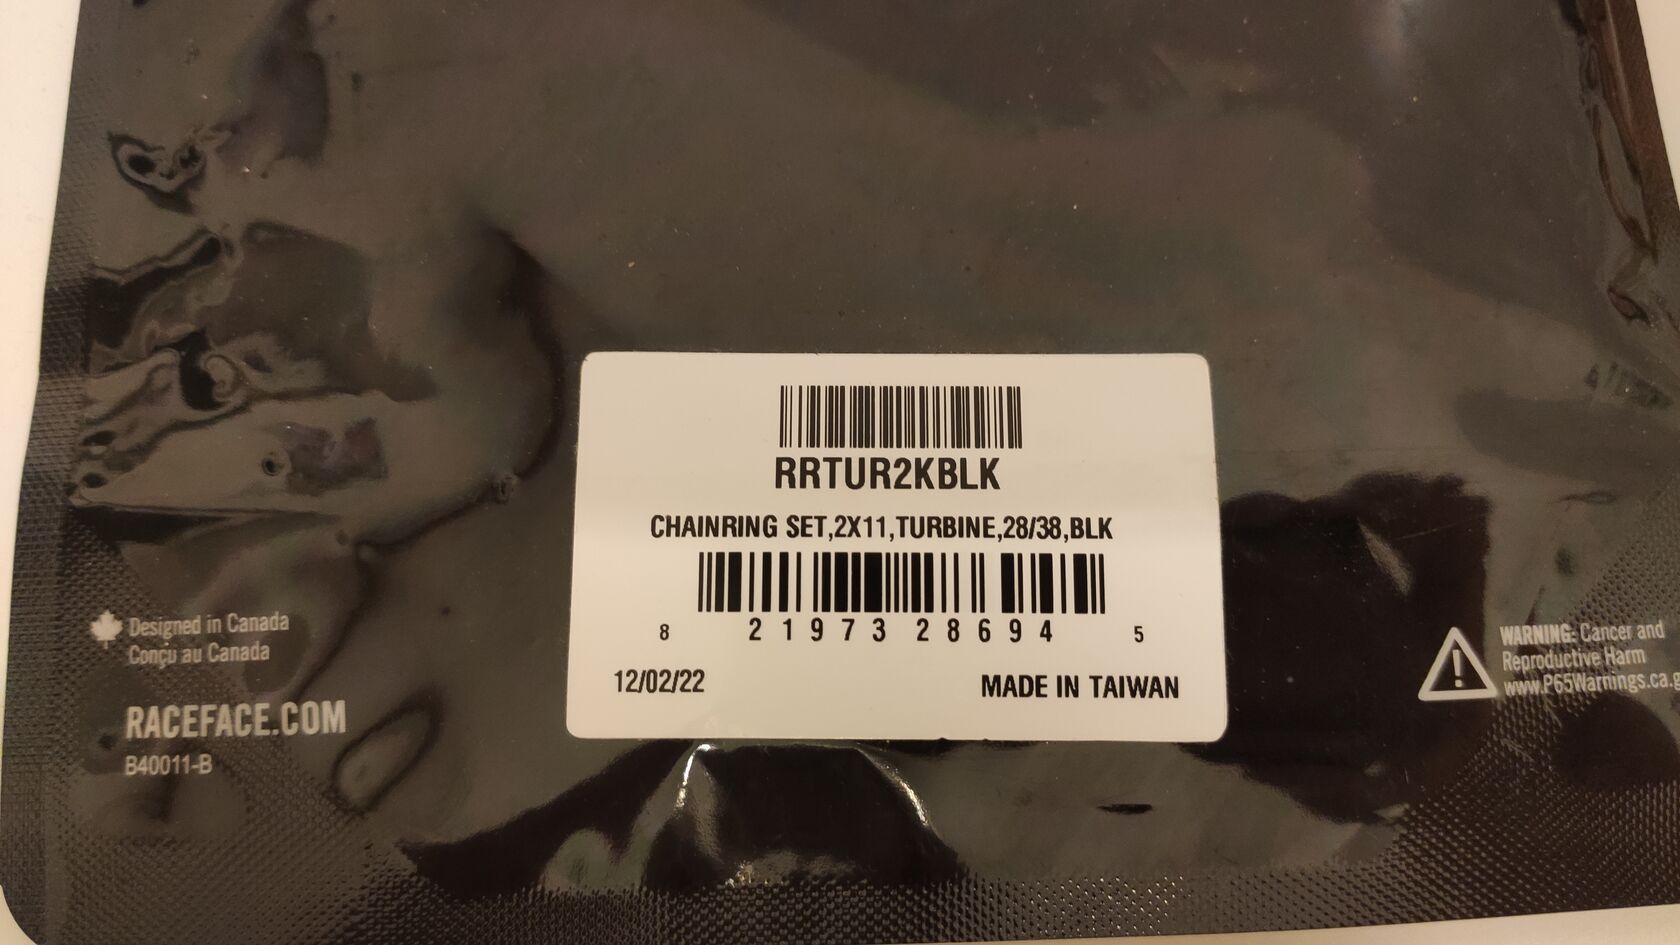 RRTUR2KBLK
CHAINRING SET,2X11,TURBINE,28/38,BLK
8 21973 28694 5
12/02/22 MADE IN TAIWAN
Designed in Canada
Conçu au Canada
RACEFACE.COM
B40011-B
WARNING: Cancer and
Reproductive Harm
www.P65Warnings.ca.g